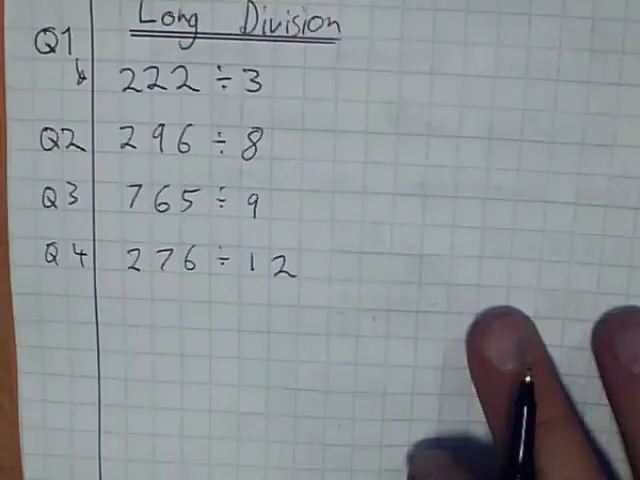 Long Division
Q1
222 ÷ 3
Q2 296 ÷ 8
Q3 765 ÷ 9
Q4 276 ÷ 12